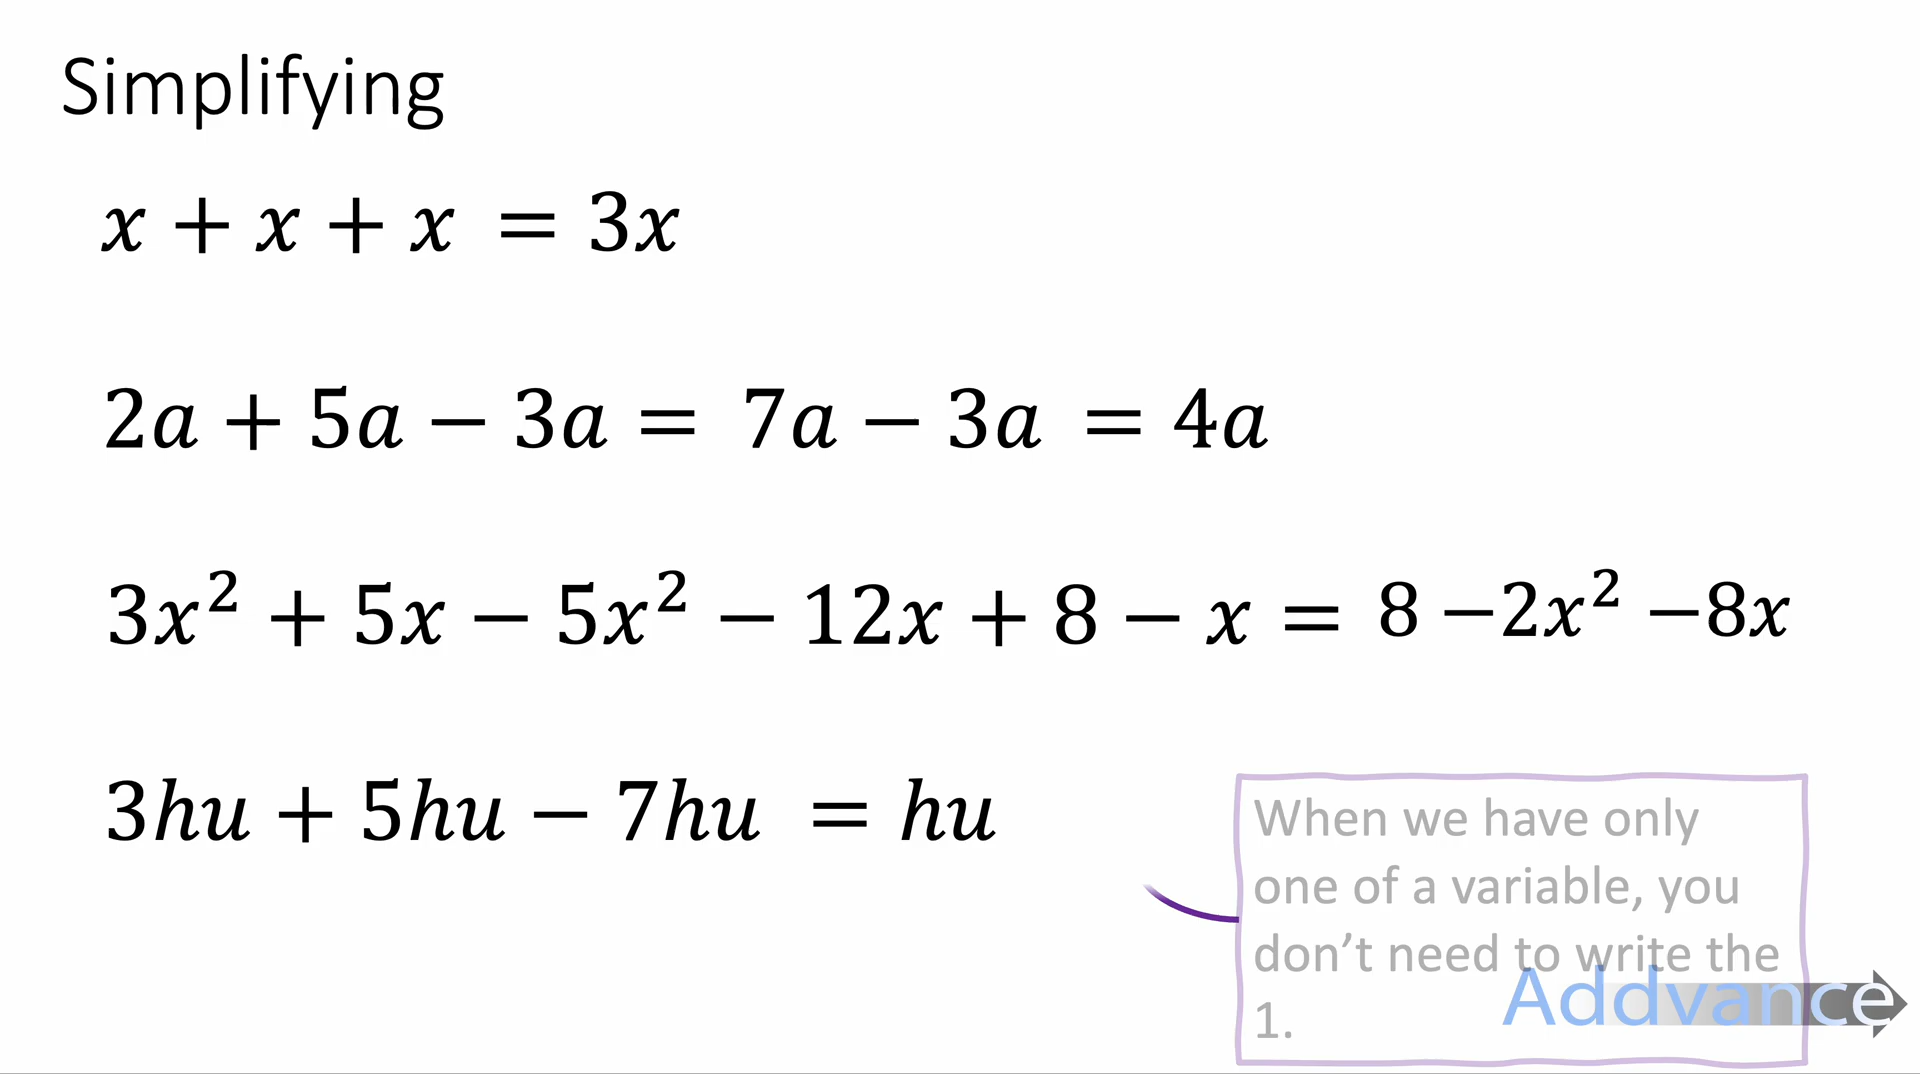 Simplifying
x + x + x = 3x
2a + 5a − 3a = 7a − 3a = 4a
3x² + 5x − 5x² − 12x + 8 − x = 8 −2x² −8x
3hu + 5hu − 7hu = hu
When we have only
one of a variable, you
don’t need to write the
1.
Addvance